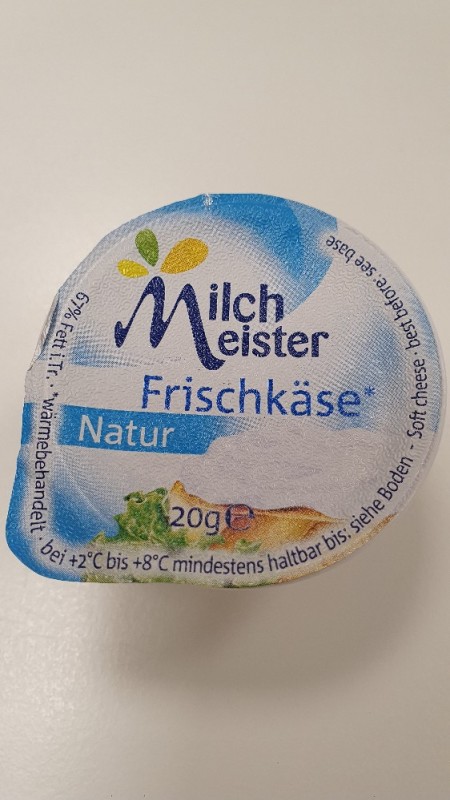 Milch
Meister
Frischkäse*
Natur
20g ℮
67% Fett i. Tr. · *wärmebehandelt · bei +2°C bis +8°C mindestens haltbar bis: siehe Boden - Soft cheese · best before: see base